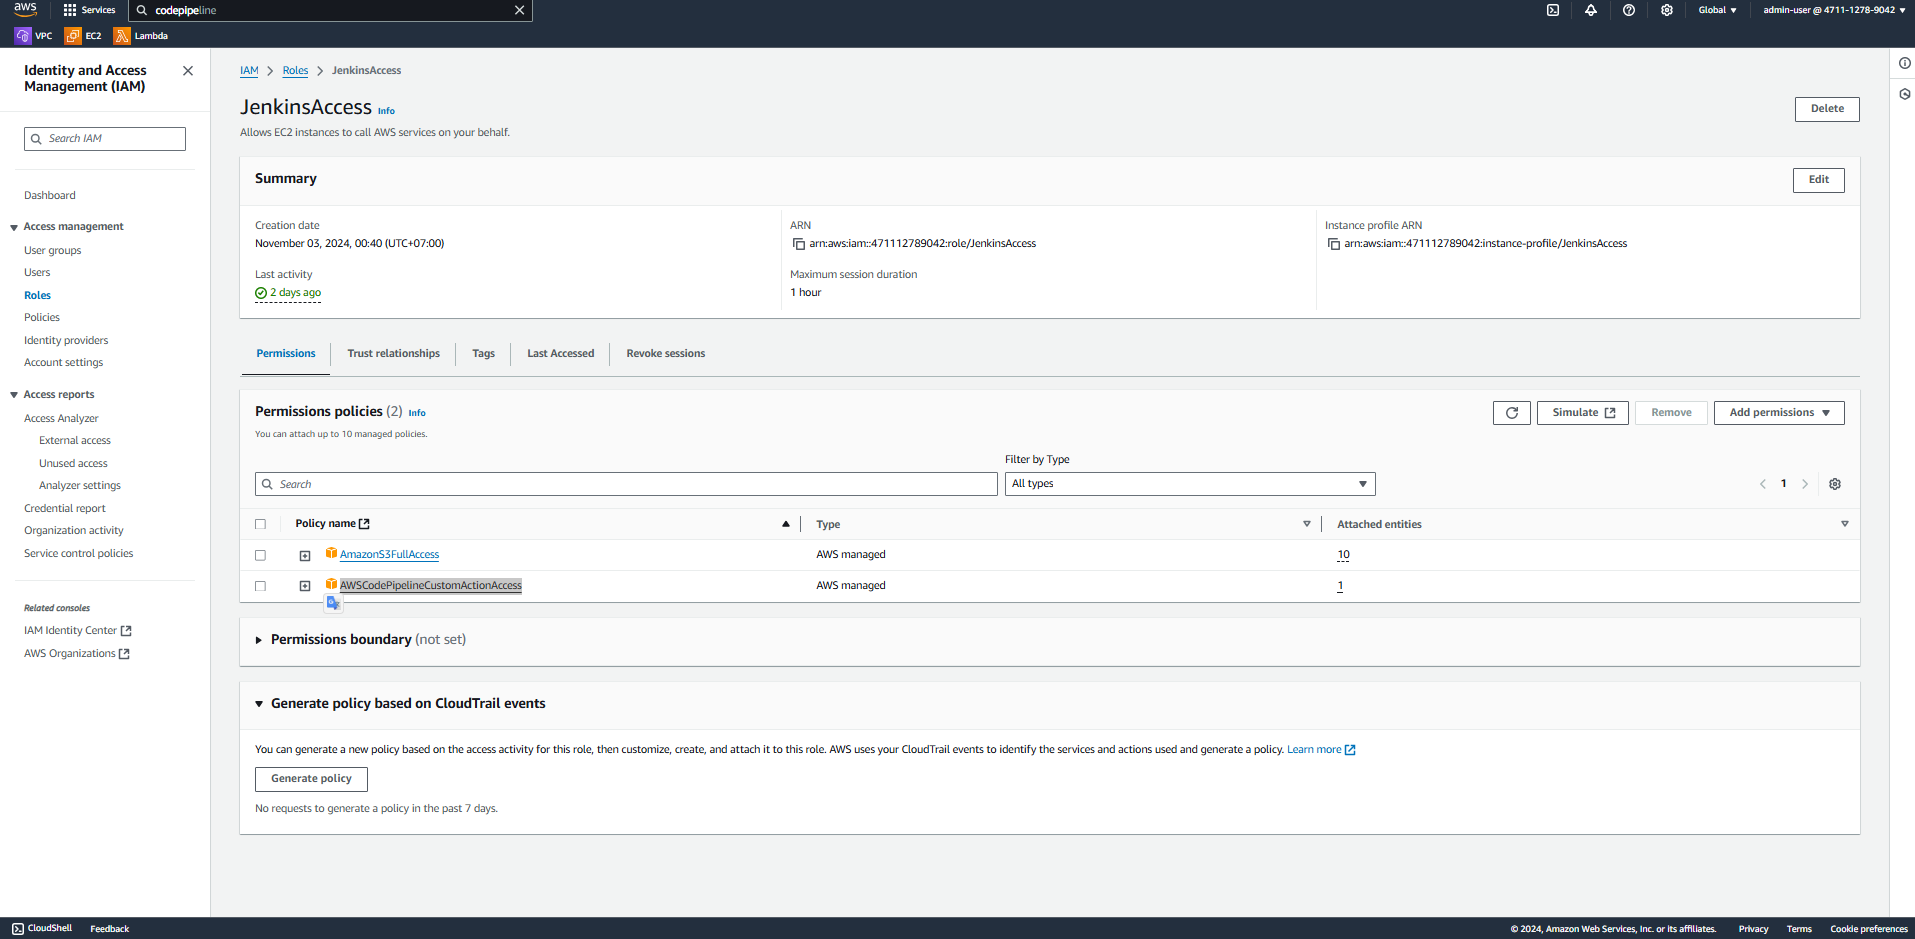 aws
Services
codepipeline
Global
admin-user @ 4711-1278-9042
VPC
EC2
Lambda
Identity and Access
Management (IAM)
Search IAM
Dashboard
Access management
User groups
Users
Roles
Policies
Identity providers
Account settings
Access reports
Access Analyzer
External access
Unused access
Analyzer settings
Credential report
Organization activity
Service control policies
Related consoles
IAM Identity Center
AWS Organizations
IAM > Roles > JenkinsAccess
JenkinsAccess Info
Allows EC2 instances to call AWS services on your behalf.
Delete
Summary
Edit
Creation date
November 03, 2024, 00:40 (UTC+07:00)
Last activity
2 days ago
ARN
arn:aws:iam::471112789042:role/JenkinsAccess
Maximum session duration
1 hour
Instance profile ARN
arn:aws:iam::471112789042:instance-profile/JenkinsAccess
Permissions
Trust relationships
Tags
Last Accessed
Revoke sessions
Permissions policies (2) Info
You can attach up to 10 managed policies.
Simulate
Remove
Add permissions
Filter by Type
Search
All types
1
Policy name
Type
Attached entities
AmazonS3FullAccess
AWS managed
10
AWSCodePipelineCustomActionAccess
AWS managed
1
Permissions boundary (not set)
Generate policy based on CloudTrail events
You can generate a new policy based on the access activity for this role, then customize, create, and attach it to this role. AWS uses your CloudTrail events to identify the services and actions used and generate a policy. Learn more
Generate policy
No requests to generate a policy in the past 7 days.
CloudShell
Feedback
© 2024, Amazon Web Services, Inc. or its affiliates.
Privacy
Terms
Cookie preferences